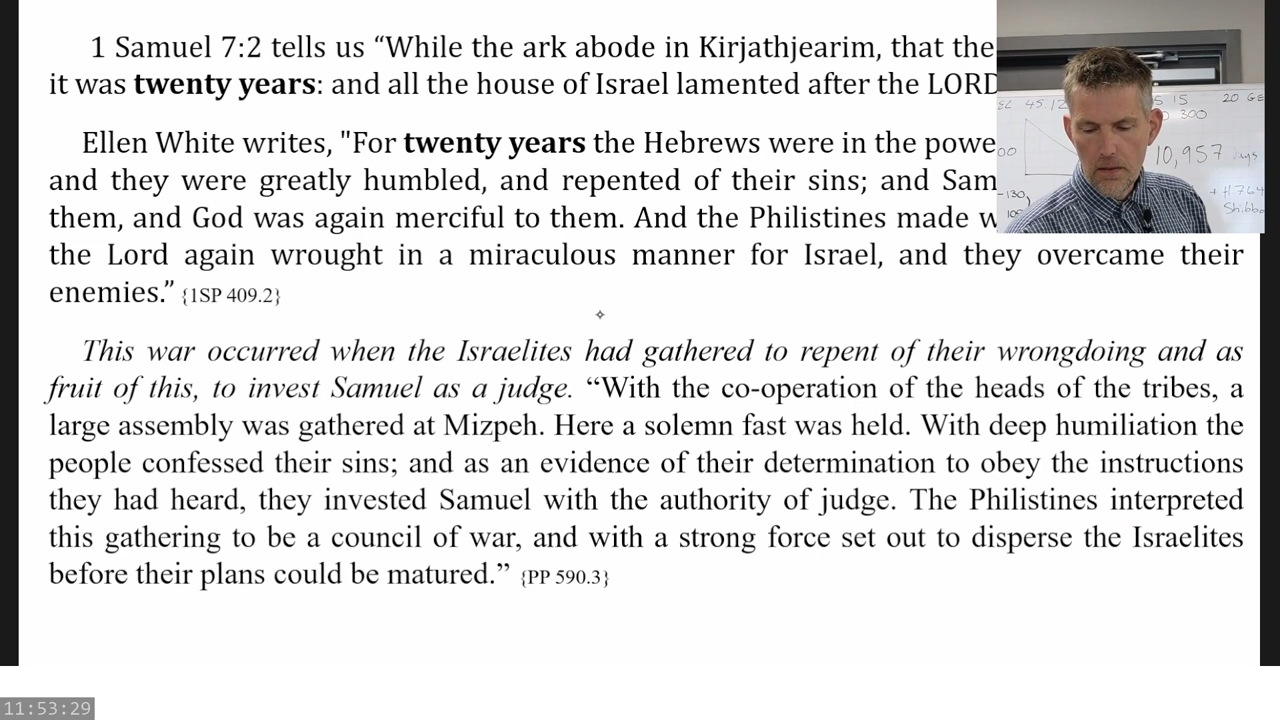 1 Samuel 7:2 tells us “While the ark abode in Kirjathjearim, that the
it was twenty years: and all the house of Israel lamented after the LORD
Ellen White writes, "For twenty years the Hebrews were in the powe
and they were greatly humbled, and repented of their sins; and Sam
them, and God was again merciful to them. And the Philistines made w
the Lord again wrought in a miraculous manner for Israel, and they overcame their
enemies.” {1SP 409.2}
This war occurred when the Israelites had gathered to repent of their wrongdoing and as
fruit of this, to invest Samuel as a judge. “With the co-operation of the heads of the tribes, a
large assembly was gathered at Mizpeh. Here a solemn fast was held. With deep humiliation the
people confessed their sins; and as an evidence of their determination to obey the instructions
they had heard, they invested Samuel with the authority of judge. The Philistines interpreted
this gathering to be a council of war, and with a strong force set out to disperse the Israelites
before their plans could be matured.” {PP 590.3}
45.12
15
20 GE
300
10,957
11:53:29